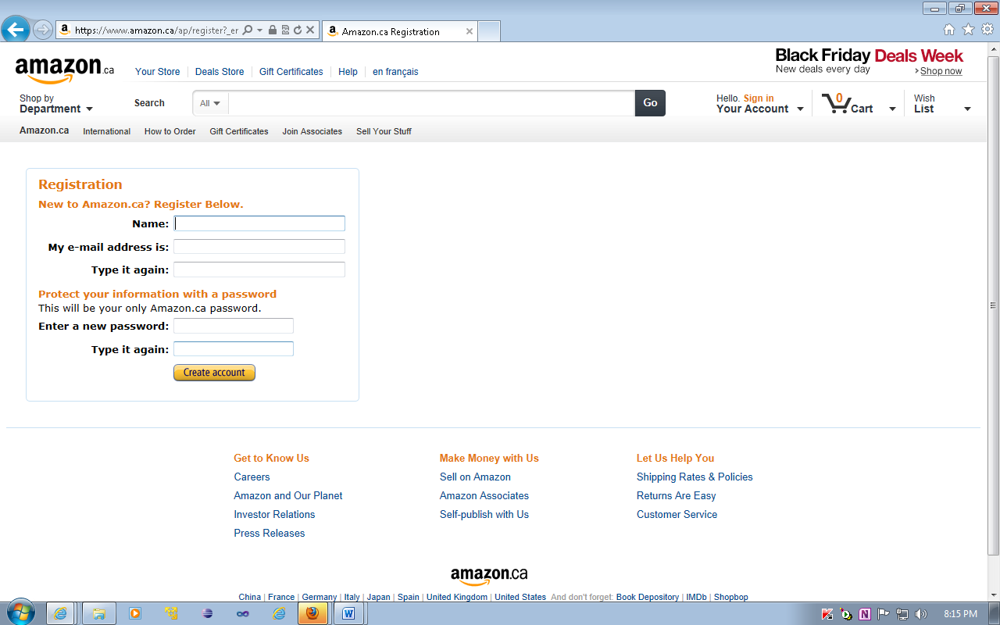 https://www.amazon.ca/ap/register?_er
Amazon.ca Registration
amazon.ca
Your Store
Deals Store
Gift Certificates
Help
en français
Black Friday Deals Week
New deals every day
Shop now
Shop by
Department
Search
All
Go
Hello. Sign in
Your Account
0
Cart
Wish
List
Amazon.ca
International
How to Order
Gift Certificates
Join Associates
Sell Your Stuff
Registration
New to Amazon.ca? Register Below.
Name:
My e-mail address is:
Type it again:
Protect your information with a password
This will be your only Amazon.ca password.
Enter a new password:
Type it again:
Create account
Get to Know Us
Careers
Amazon and Our Planet
Investor Relations
Press Releases
Make Money with Us
Sell on Amazon
Amazon Associates
Self-publish with Us
Let Us Help You
Shipping Rates & Policies
Returns Are Easy
Customer Service
amazon.ca
China | France | Germany | Italy | Japan | Spain | United Kingdom | United States And don't forget: Book Depository | IMDb | Shopbop
8:15 PM